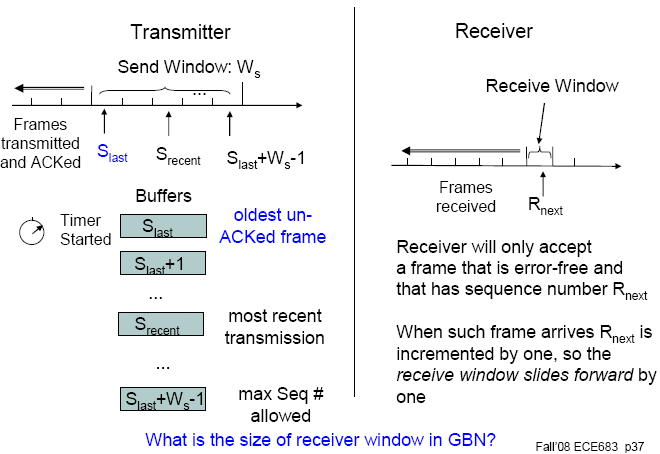 Transmitter
Send Window: Ws
...
Frames
transmitted
and ACKed
Slast
Srecent
Slast+Ws-1
Buffers
Timer
Started
Slast
oldest un-
ACKed frame
Slast+1
...
Srecent
most recent
transmission
...
Slast+Ws-1
max Seq #
allowed
Receiver
Receive Window
Frames
received
Rnext
Receiver will only accept
a frame that is error-free and
that has sequence number Rnext
When such frame arrives Rnext is
incremented by one, so the
receive window slides forward by
one
What is the size of receiver window in GBN?
Fall'08 ECE683 p37